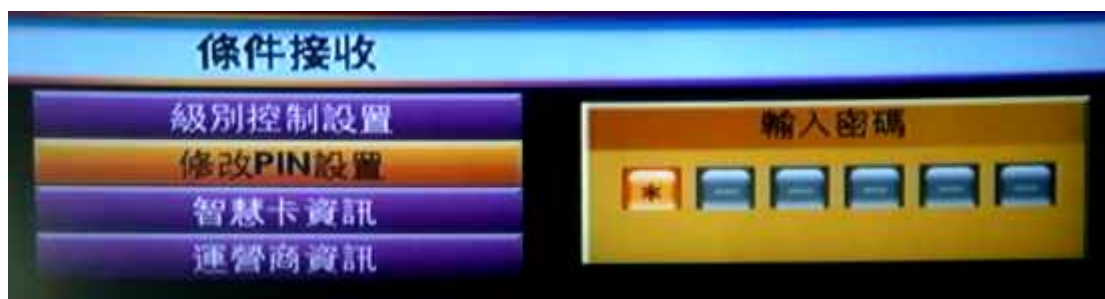 條件接收
級別控制設置
修改PIN設置
智慧卡資訊
運營商資訊
輸入密碼
*